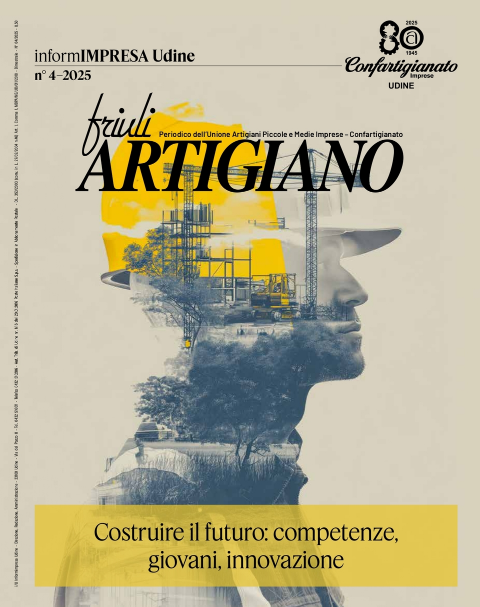 informIMPRESA Udine
n° 4–2025
2025
80
1945
Confartigianato
Imprese
UDINE
friuli
Periodico dell'Unione Artigiani Piccole e Medie Imprese – Confartigianato
ARTIGIANO
Costruire il futuro: competenze,
giovani, innovazione